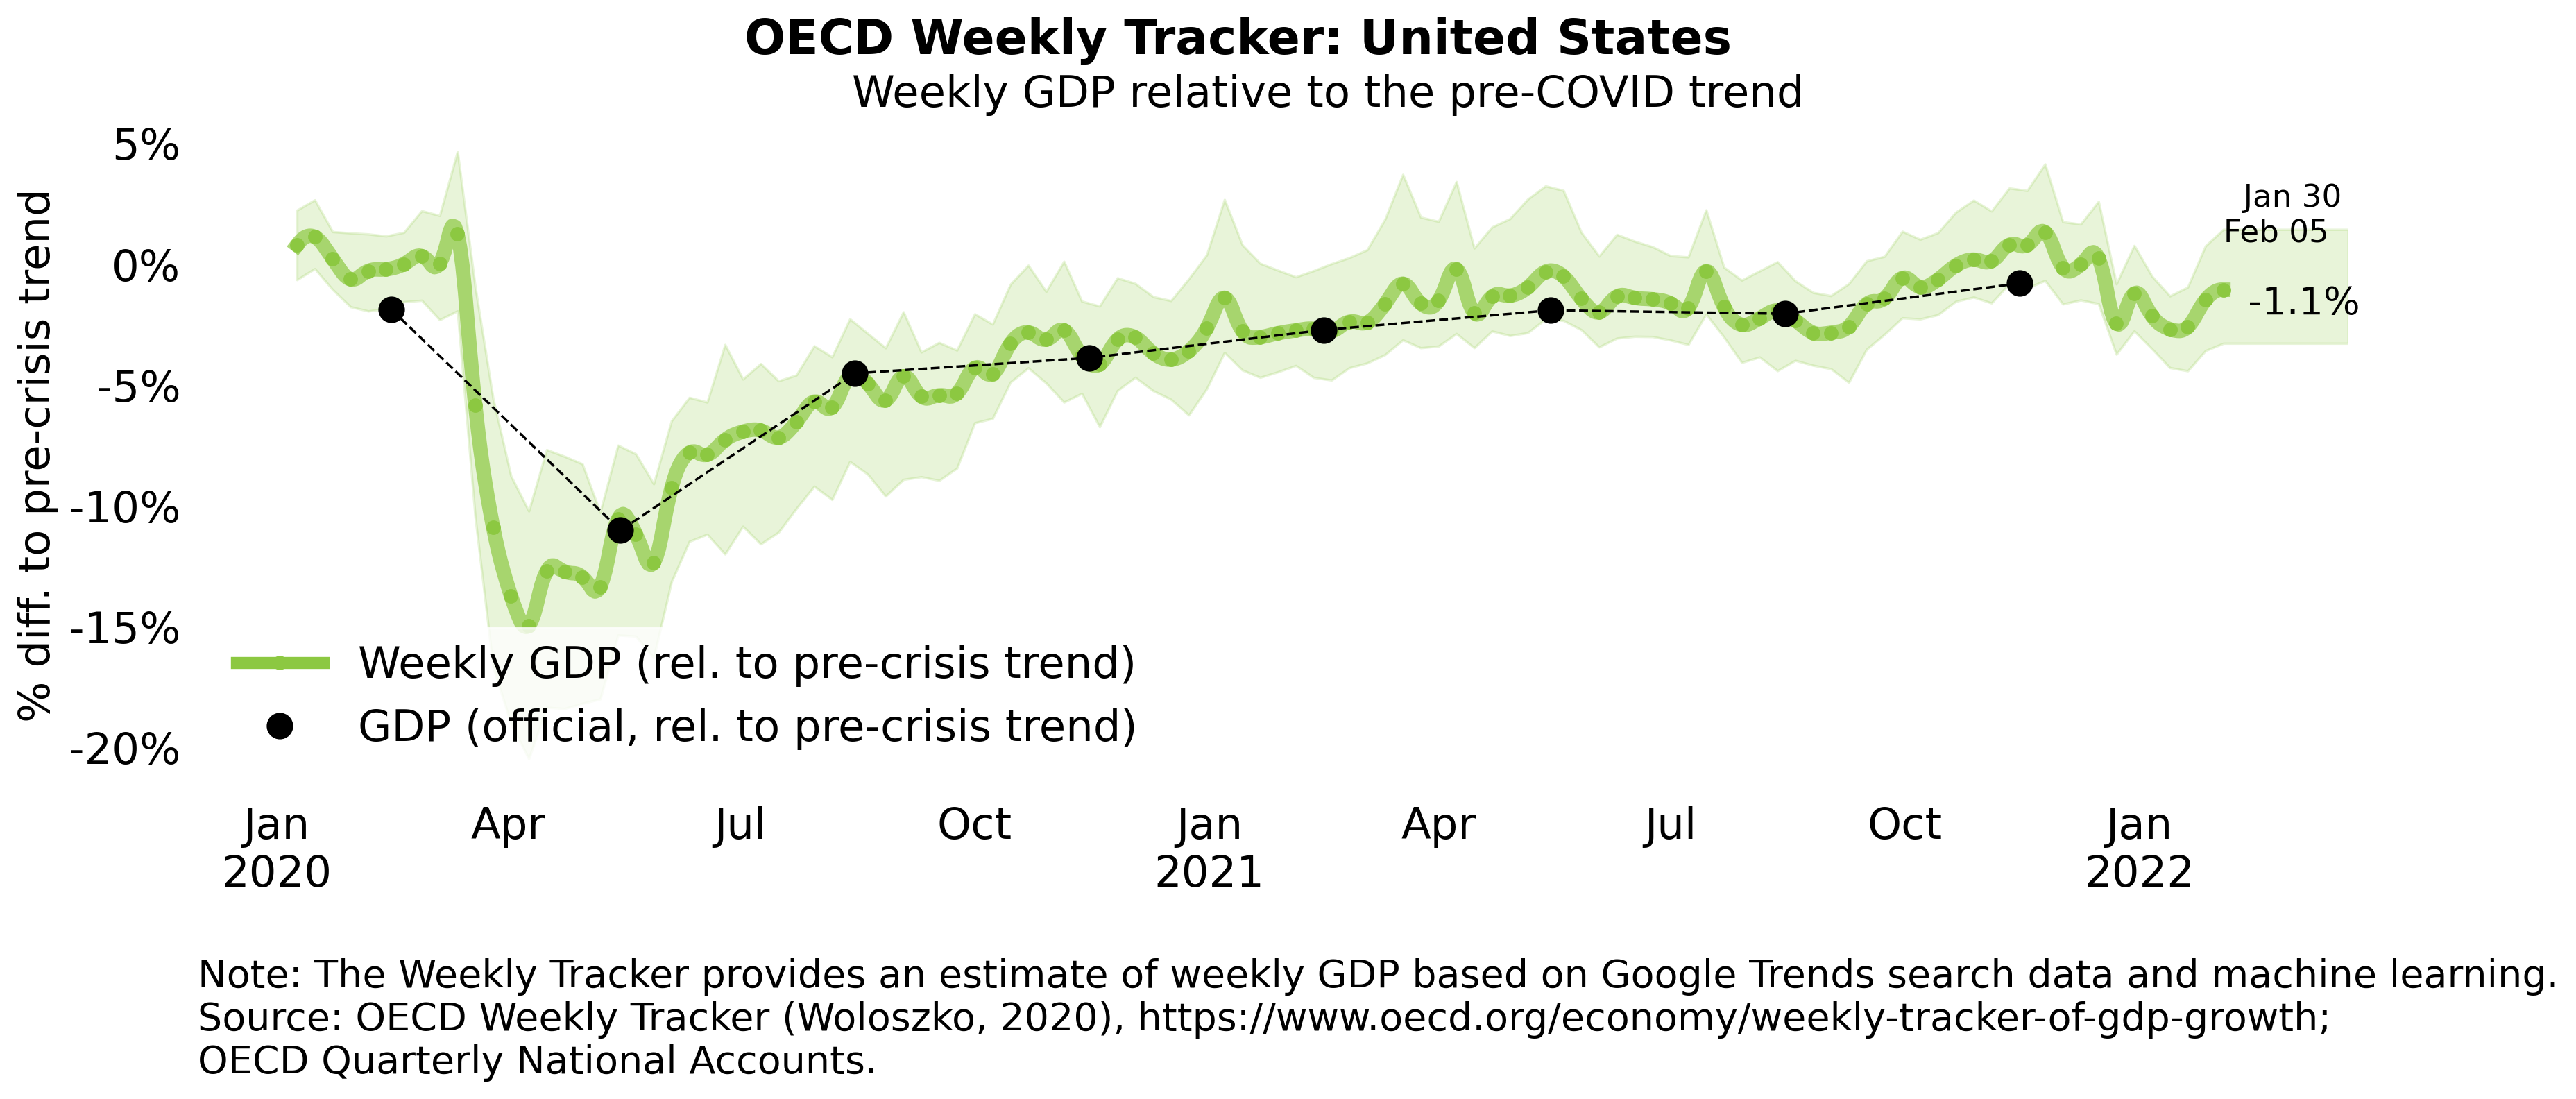 OECD Weekly Tracker: United States
Weekly GDP relative to the pre-COVID trend
% diff. to pre-crisis trend
5%
0%
-5%
-10%
-15%
-20%
Jan 30
Feb 05
-1.1%
Weekly GDP (rel. to pre-crisis trend)
GDP (official, rel. to pre-crisis trend)
Jan Apr Jul Oct Jan Apr Jul Oct Jan
2020 2021 2022
Note: The Weekly Tracker provides an estimate of weekly GDP based on Google Trends search data and machine learning.
Source: OECD Weekly Tracker (Woloszko, 2020), https://www.oecd.org/economy/weekly-tracker-of-gdp-growth;
OECD Quarterly National Accounts.